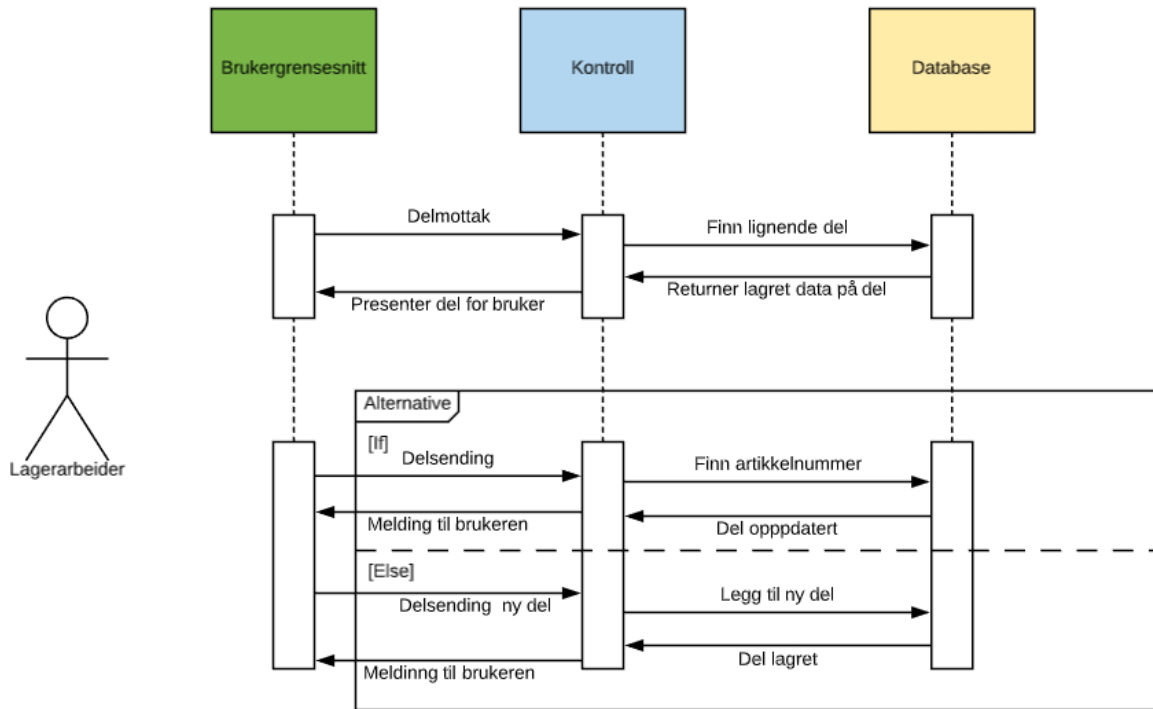 Brukergrensesnitt
Kontroll
Database
Delmottak
Finn lignende del
Returner lagret data på del
Presenter del for bruker
Lagerarbeider
Alternative
[If]
Delsending
Finn artikkelnummer
Melding til brukeren
Del opppdatert
[Else]
Delsending ny del
Legg til ny del
Del lagret
Meldinng til brukeren